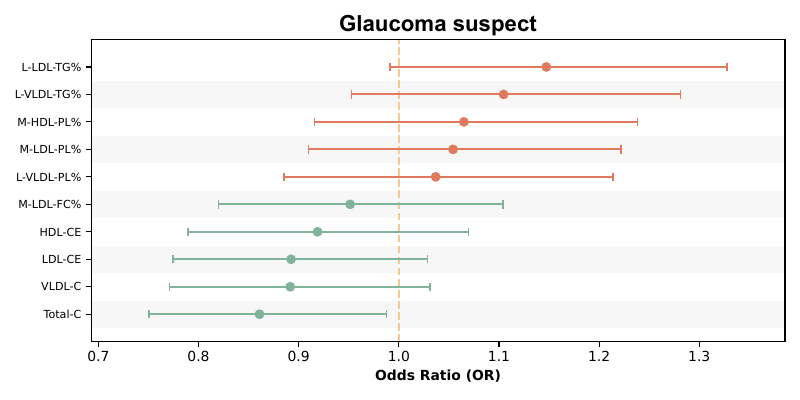 Glaucoma suspect
L-LDL-TG%
L-VLDL-TG%
M-HDL-PL%
M-LDL-PL%
L-VLDL-PL%
M-LDL-FC%
HDL-CE
LDL-CE
VLDL-C
Total-C
0.7 0.8 0.9 1.0 1.1 1.2 1.3
Odds Ratio (OR)